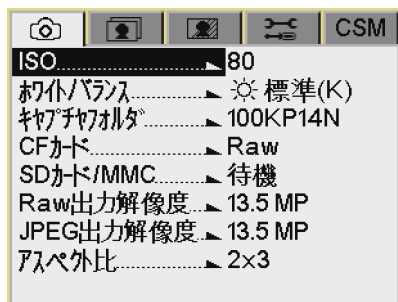 CSM
ISO.......... 80
ﾎﾜｲﾄﾊﾞﾗﾝｽ.......... 標準(K)
ｷｬﾌﾟﾁｬﾌｫﾙﾀﾞ.......... 100KP14N
CFｶｰﾄﾞ.......... Raw
SDｶｰﾄﾞ/MMC.......... 待機
Raw出力解像度... 13.5 MP
JPEG出力解像度... 13.5 MP
ｱｽﾍﾟｸﾄ比.......... 2×3